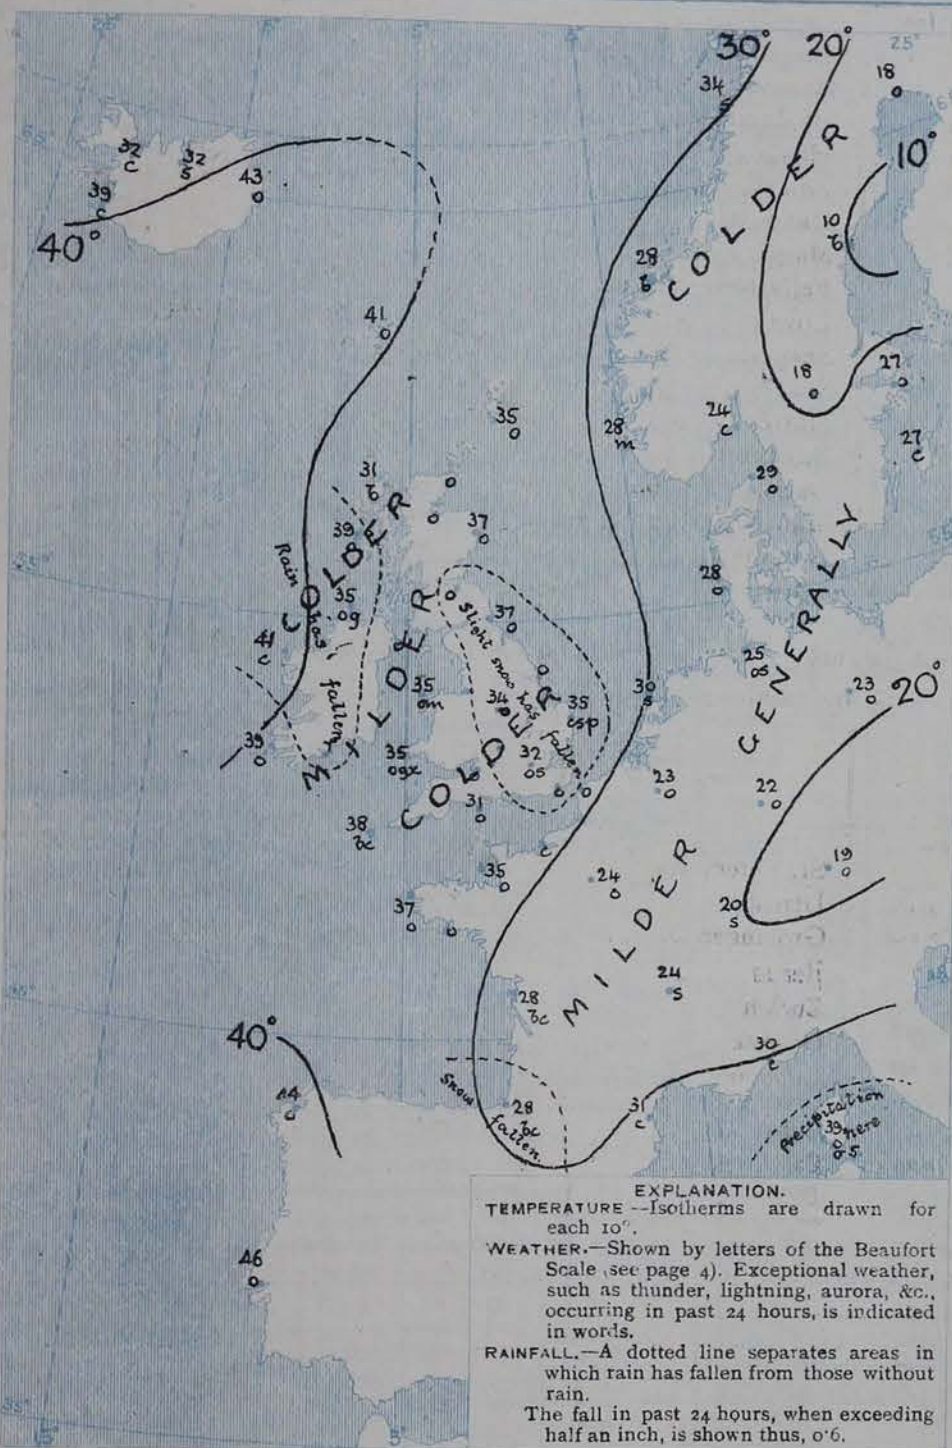 30° 20° 25°
34
s
18
o
COLDER
10°
32
c
32
s
39
c
43
o
40°
10
b
28
b
41
o
18
o
27
o
35
o
28
m
24
c
27
c
31
b
29
o
39
37
o
COLDER
Rain has fallen
35
og
28
o
GENERALLY
41
c
COLDER
Slight snow has fallen
37
o
35
om
34
35
csp
30
s
25
os
23
o
20°
39
o
35
32
os
31
o
23
o
22
o
38
bc
c
35
o
24
o
19
o
MILDER
20
s
37
o
o
28
bc
24
s
40°
30
c
44
o
Snow fallen.
28
bc
31
c
precipitation here
39
46
o
EXPLANATION.
TEMPERATURE—Isotherms are drawn for
each 10°.
WEATHER.—Shown by letters of the Beaufort
Scale (see page 4). Exceptional weather,
such as thunder, lightning, aurora, &c.,
occurring in past 24 hours, is indicated
in words.
RAINFALL.—A dotted line separates areas in
which rain has fallen from those without
rain.
The fall in past 24 hours, when exceeding
half an inch, is shown thus, 0·6.
15
5°